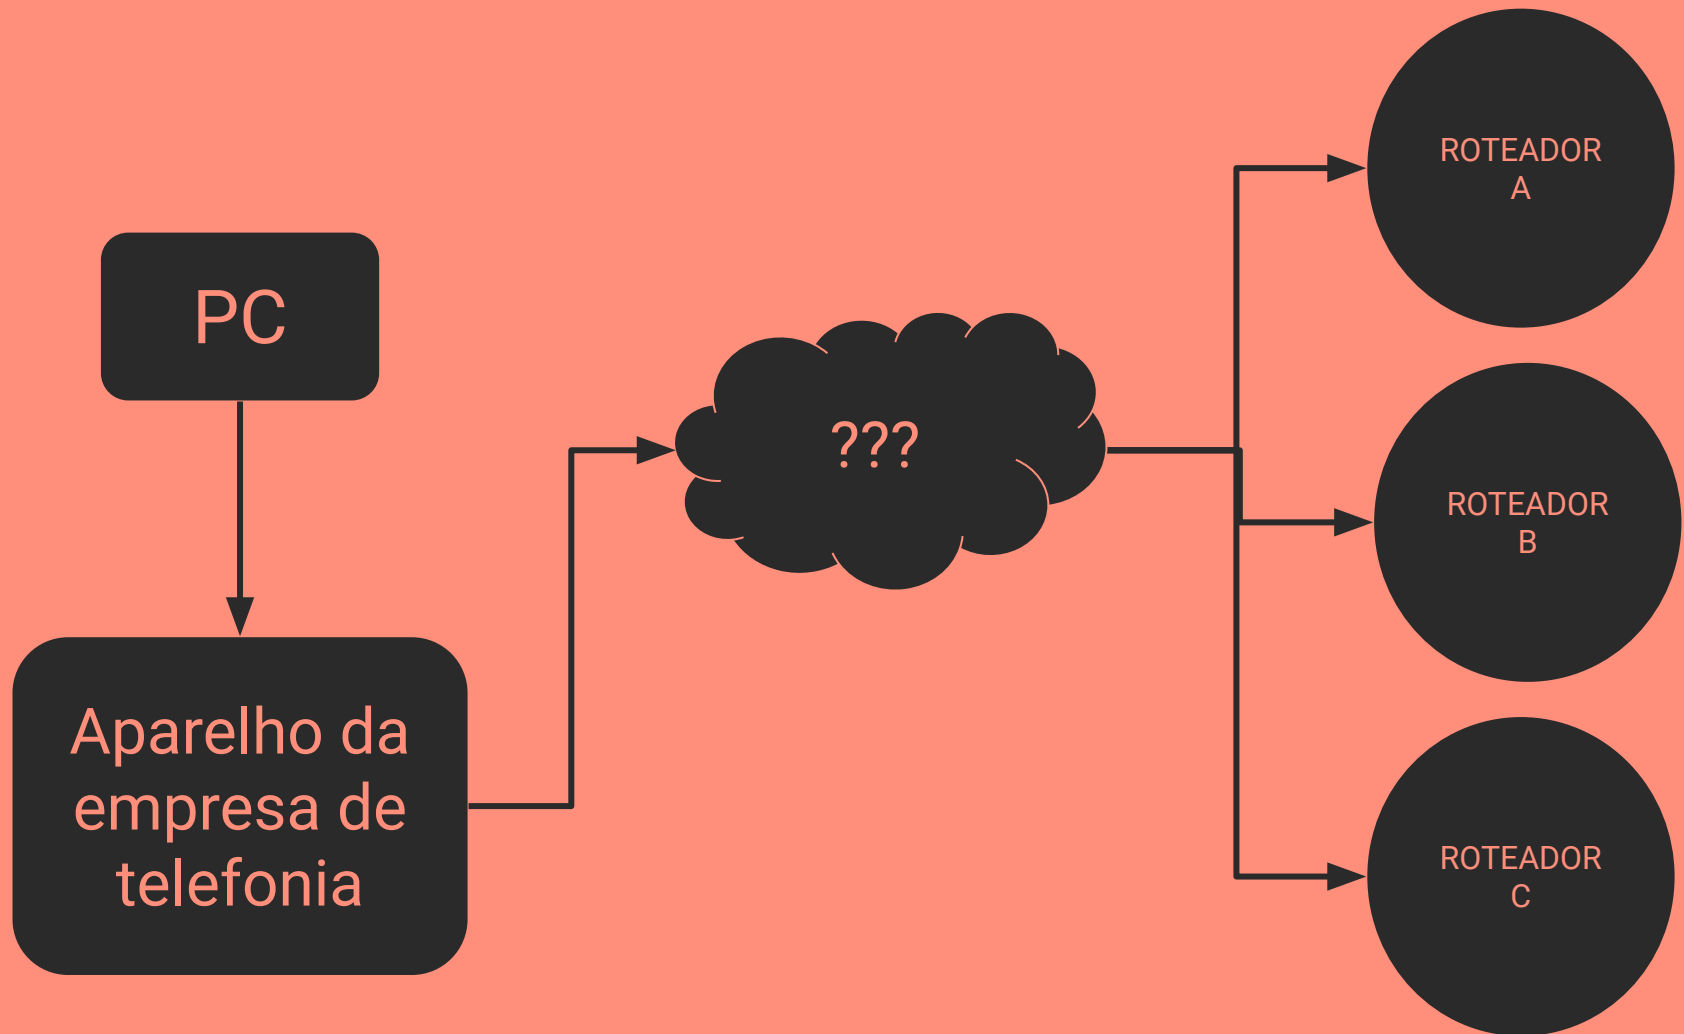 PC
Aparelho da
empresa de
telefonia
???
ROTEADOR
A
ROTEADOR
B
ROTEADOR
C